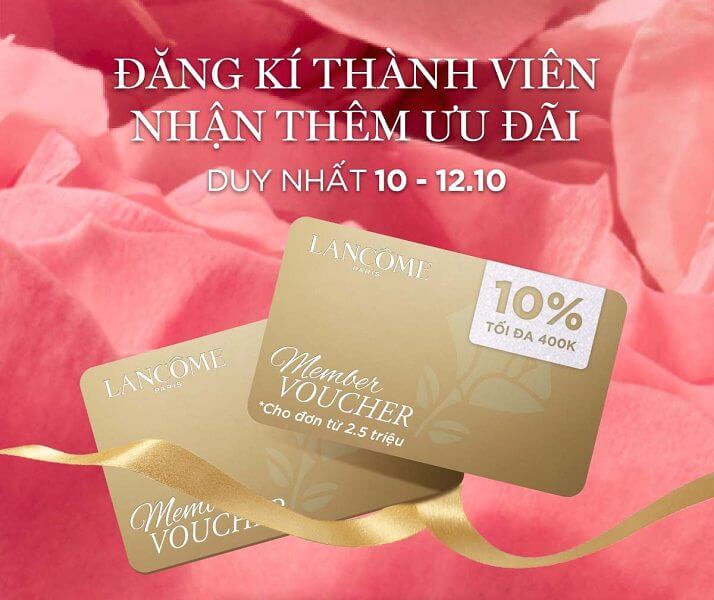 ĐĂNG KÍ THÀNH VIÊN
NHẬN THÊM ƯU ĐÃI
DUY NHẤT 10 - 12.10
LANCÔME
PARIS
10%
TỐI ĐA 400K
Member
VOUCHER
*Cho đơn từ 2.5 triệu
LANCÔME
PARIS
VOUCHER